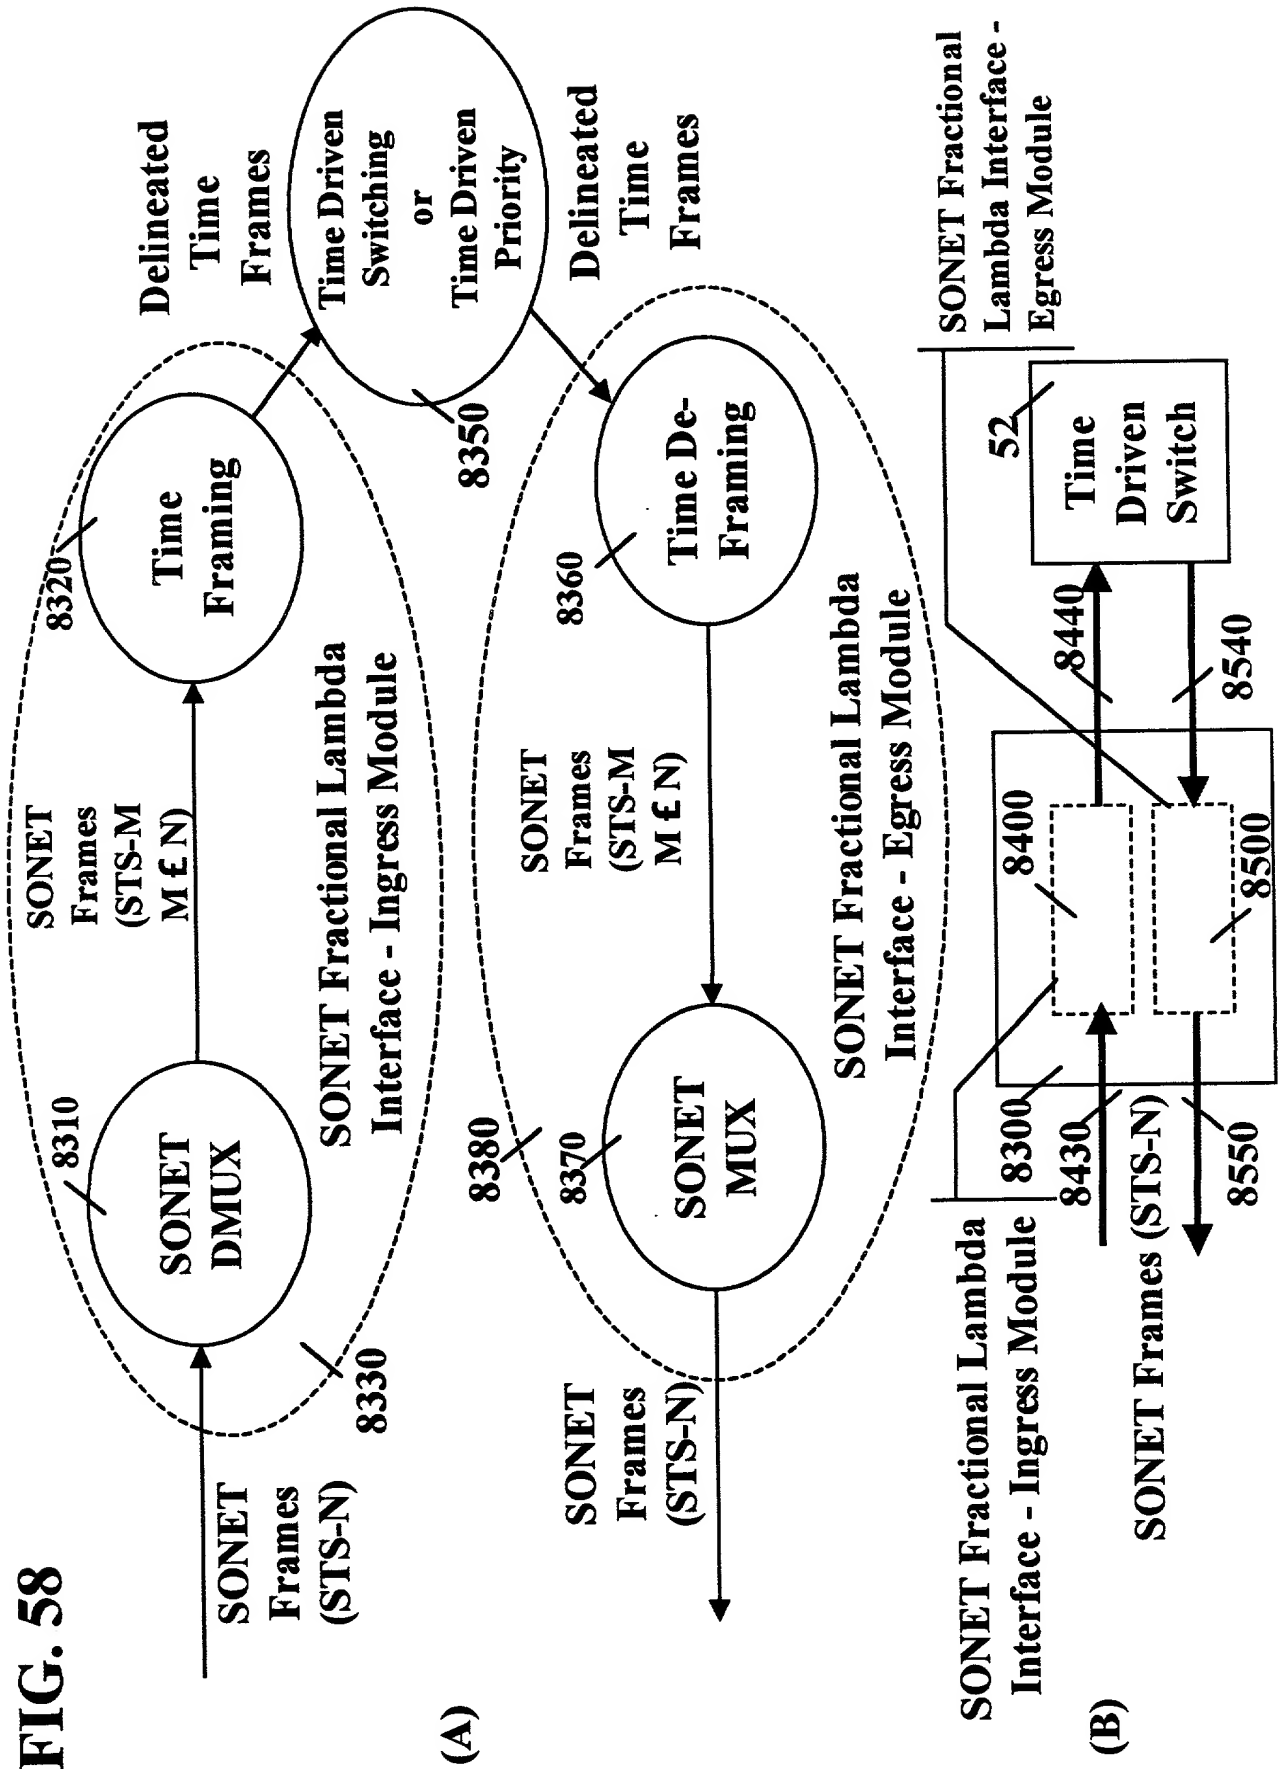 FIG. 58
(A)
SONET
Frames
(STS-N)
8330
8310
SONET
DMUX
SONET
Frames
(STS-M
M £ N)
8320
Time
Framing
SONET Fractional Lambda
Interface - Ingress Module
Delineated
Time
Frames
Time Driven
Switching
or
Time Driven
Priority
8350
Delineated
Time
Frames
8360
Time De-
Framing
SONET
Frames
(STS-M
M £ N)
8380
8370
SONET
MUX
SONET Fractional Lambda
Interface - Egress Module
SONET
Frames
(STS-N)
(B)
SONET Fractional Lambda
Interface - Ingress Module
SONET Frames (STS-N)
8300
8430
8550
8400
8500
8440
8540
52
Time
Driven
Switch
SONET Fractional
Lambda Interface -
Egress Module